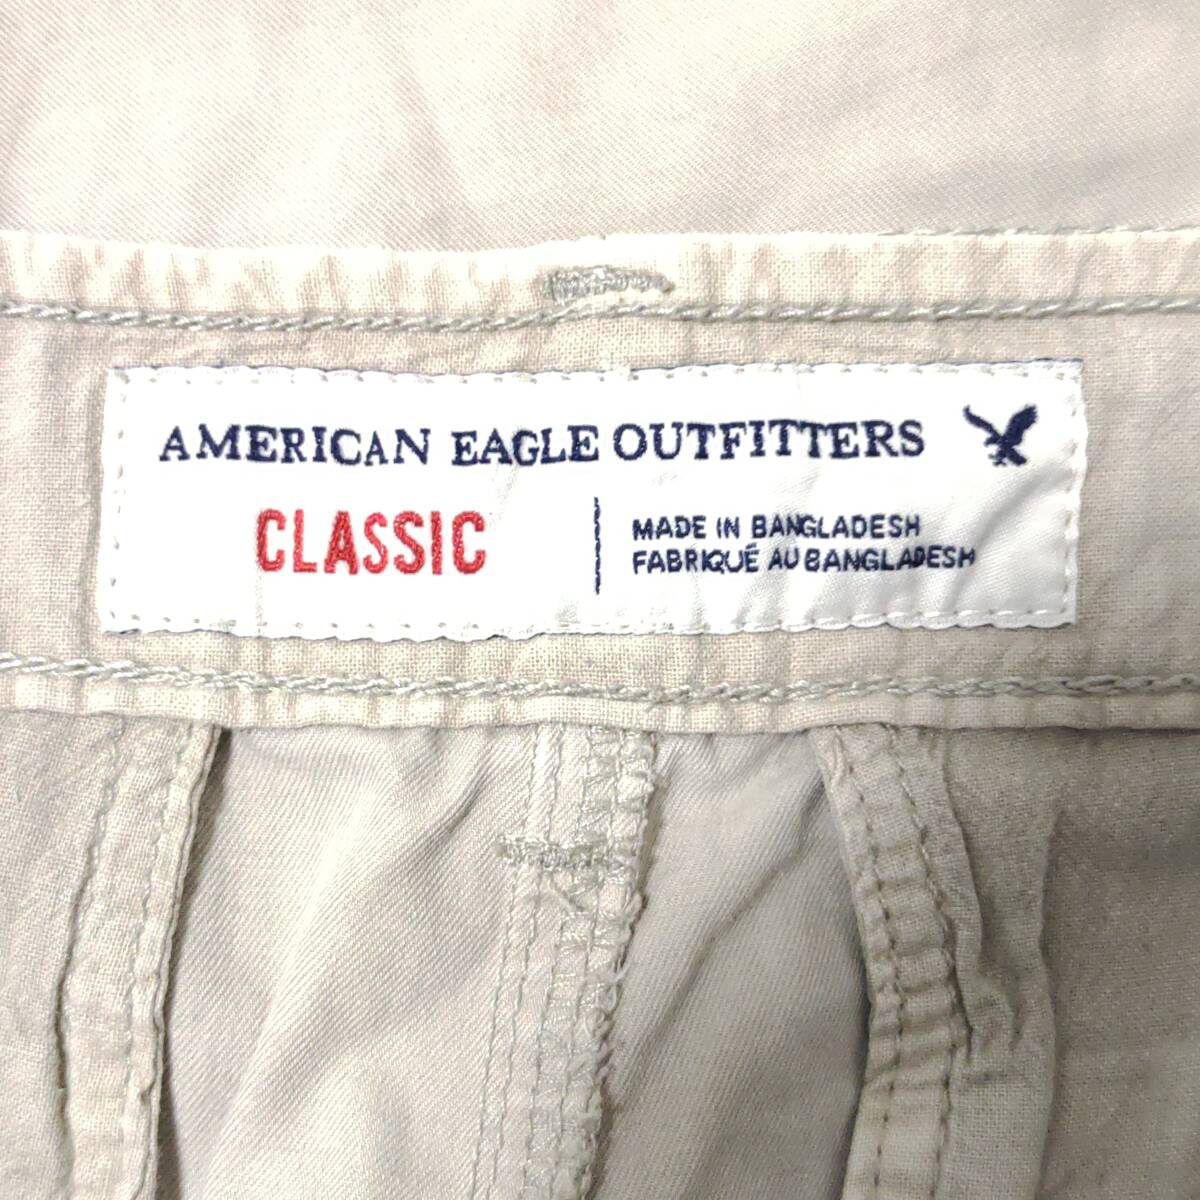 AMERICAN EAGLE OUTFITTERS
CLASSIC
MADE IN BANGLADESH
FABRIQUÉ AU BANGLADESH